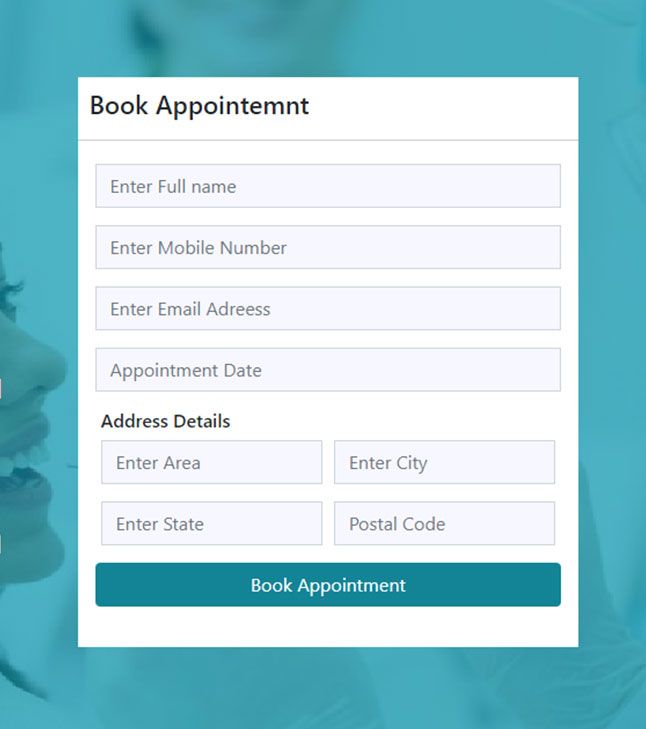 Book Appointemnt
Enter Full name
Enter Mobile Number
Enter Email Adreess
Appointment Date
Address Details
Enter Area Enter City
Enter State Postal Code
Book Appointment